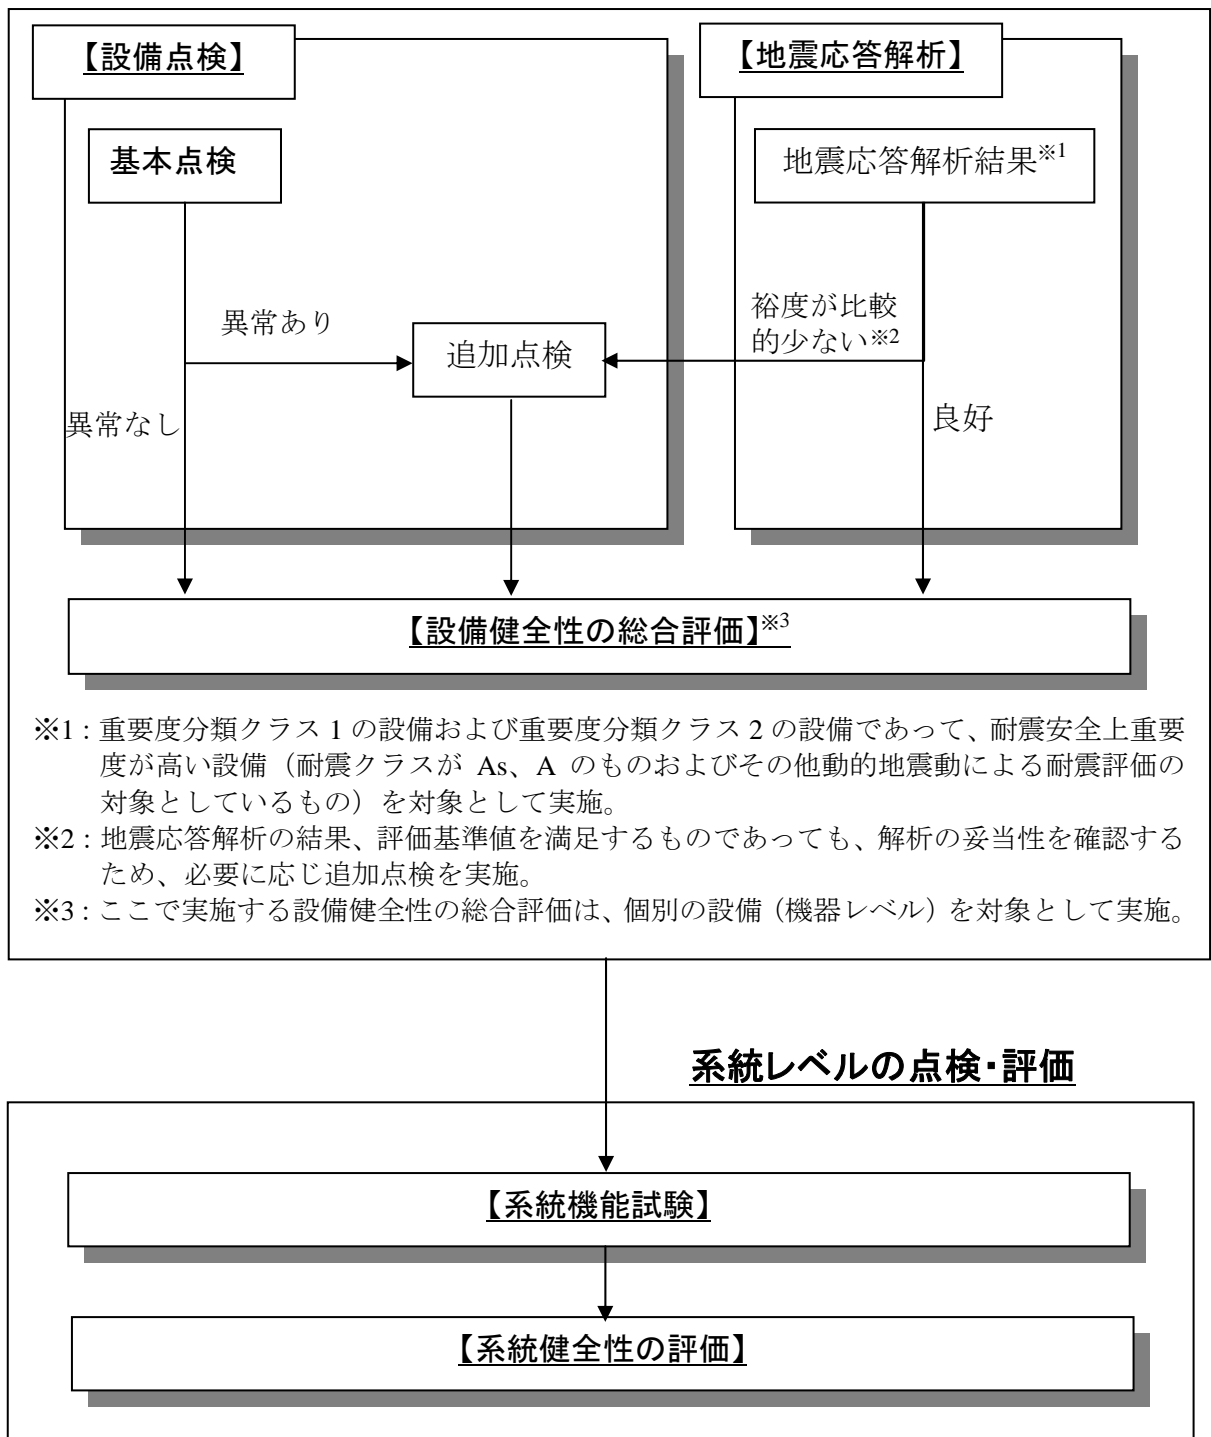 【設備点検】
【地震応答解析】
基本点検
地震応答解析結果※1
異常あり
追加点検
裕度が比較
的少ない※2
異常なし
良好
【設備健全性の総合評価】※3
※1：重要度分類クラス 1 の設備および重要度分類クラス 2 の設備であって、耐震安全上重要
度が高い設備（耐震クラスが As、A のものおよびその他動的地震動による耐震評価の
対象としているもの）を対象として実施。
※2：地震応答解析の結果、評価基準値を満足するものであっても、解析の妥当性を確認する
ため、必要に応じ追加点検を実施。
※3：ここで実施する設備健全性の総合評価は、個別の設備（機器レベル）を対象として実施。
系統レベルの点検・評価
【系統機能試験】
【系統健全性の評価】